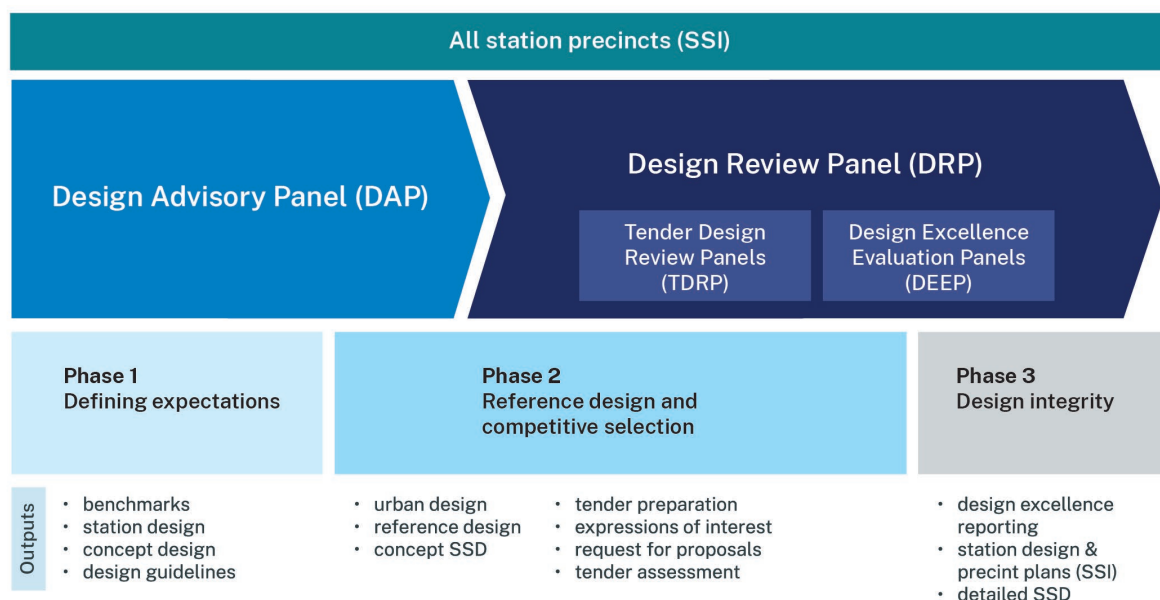 All station precincts (SSI)
Design Advisory Panel (DAP)
Design Review Panel (DRP)
Tender Design
Review Panels
(TDRP)
Design Excellence
Evaluation Panels
(DEEP)
Phase 1
Defining expectations
Phase 2
Reference design and
competitive selection
Phase 3
Design integrity
Outputs
• benchmarks
• station design
• concept design
• design guidelines
• urban design
• reference design
• concept SSD
• tender preparation
• expressions of interest
• request for proposals
• tender assessment
• design excellence
reporting
• station design &
precint plans (SSI)
• detailed SSD